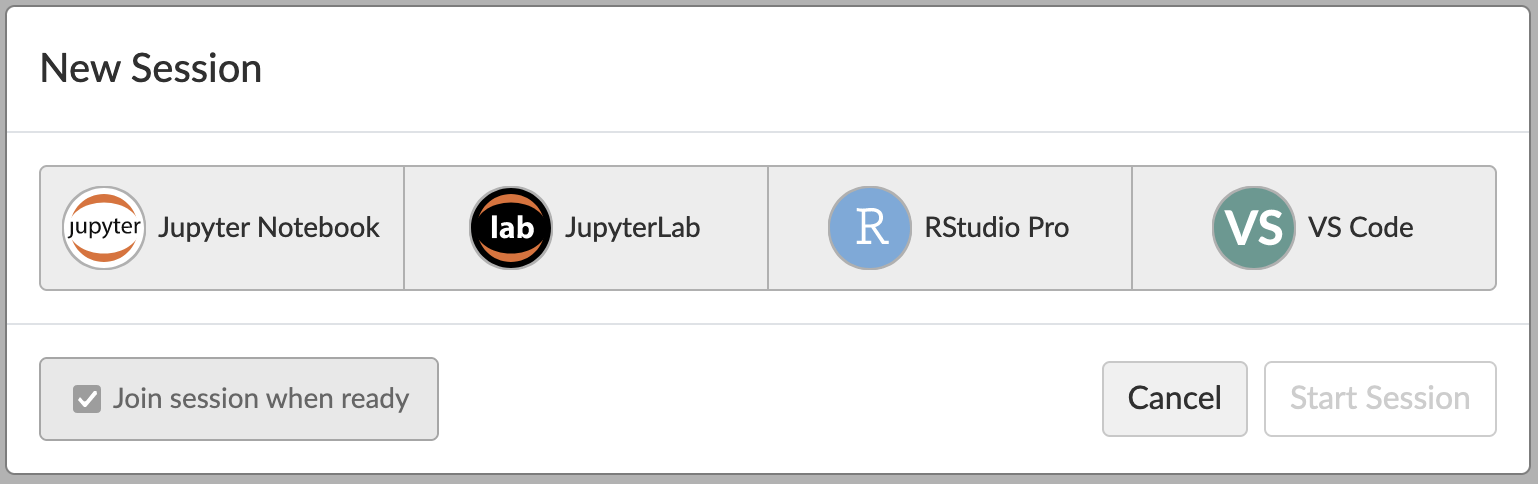 New Session
jupyter Jupyter Notebook
lab JupyterLab
R RStudio Pro
VS VS Code
Join session when ready
Cancel
Start Session